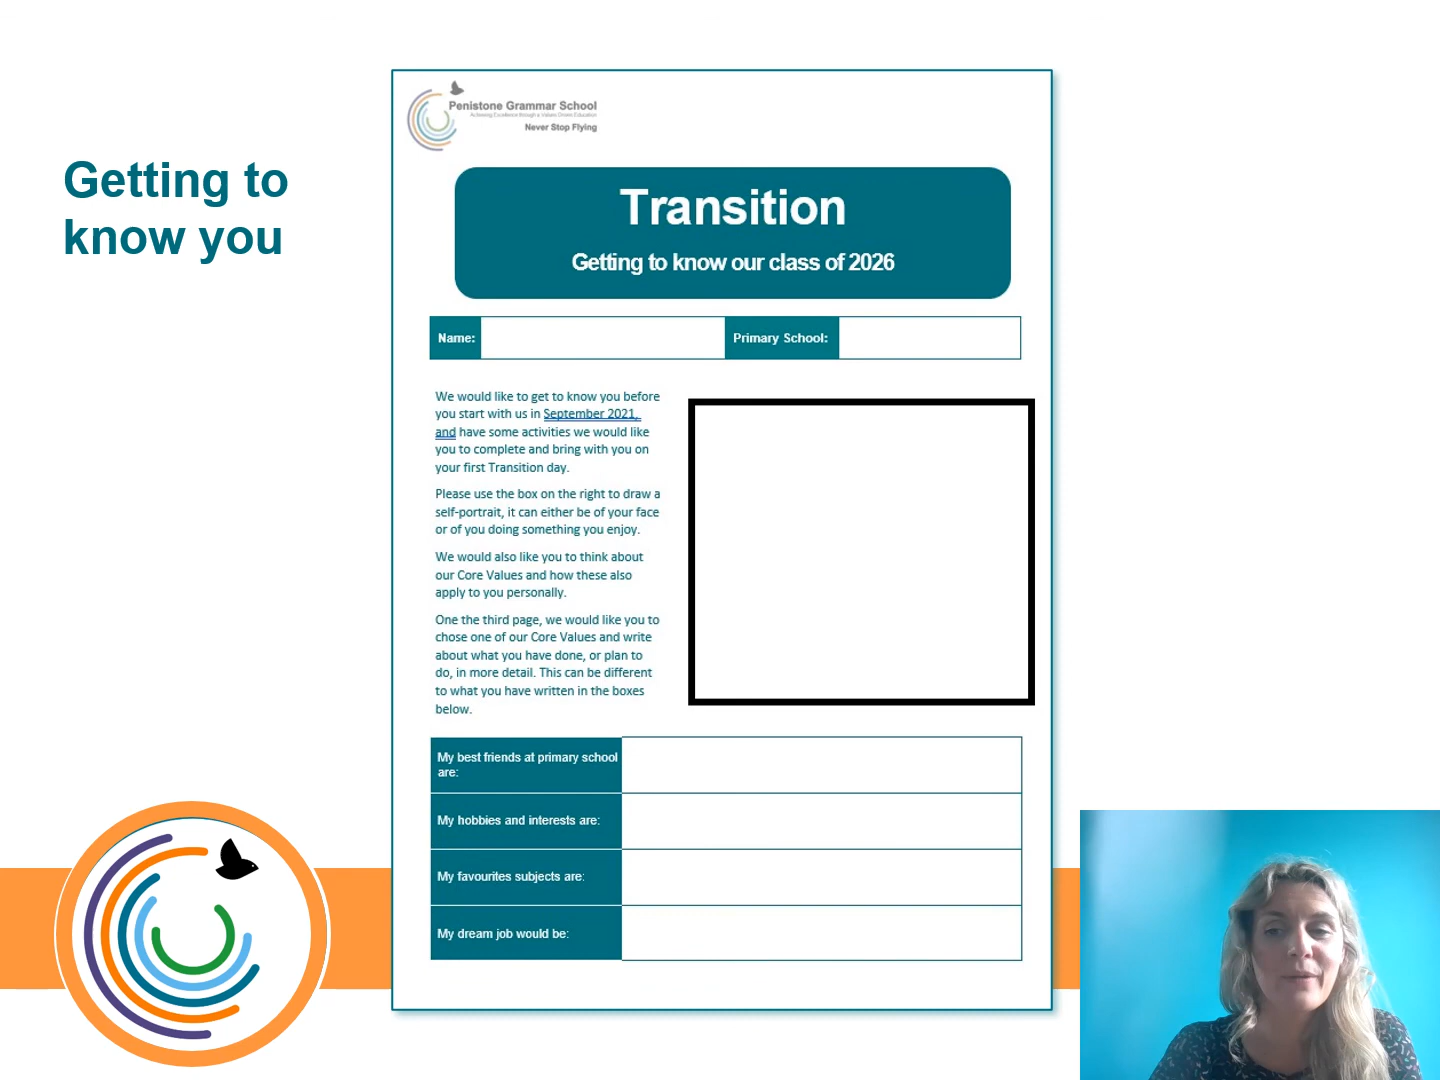 Getting to
know you
Penistone Grammar School
Achieving Excellence through a Values Driven Education
Never Stop Flying
Transition
Getting to know our class of 2026
Name:
Primary School:
We would like to get to know you before
you start with us in September 2021,
and have some activities we would like
you to complete and bring with you on
your first Transition day.
Please use the box on the right to draw a
self-portrait, it can either be of your face
or of you doing something you enjoy.
We would also like you to think about
our Core Values and how these also
apply to you personally.
One the third page, we would like you to
chose one of our Core Values and write
about what you have done, or plan to
do, in more detail. This can be different
to what you have written in the boxes
below.
My best friends at primary school
are:
My hobbies and interests are:
My favourites subjects are:
My dream job would be: